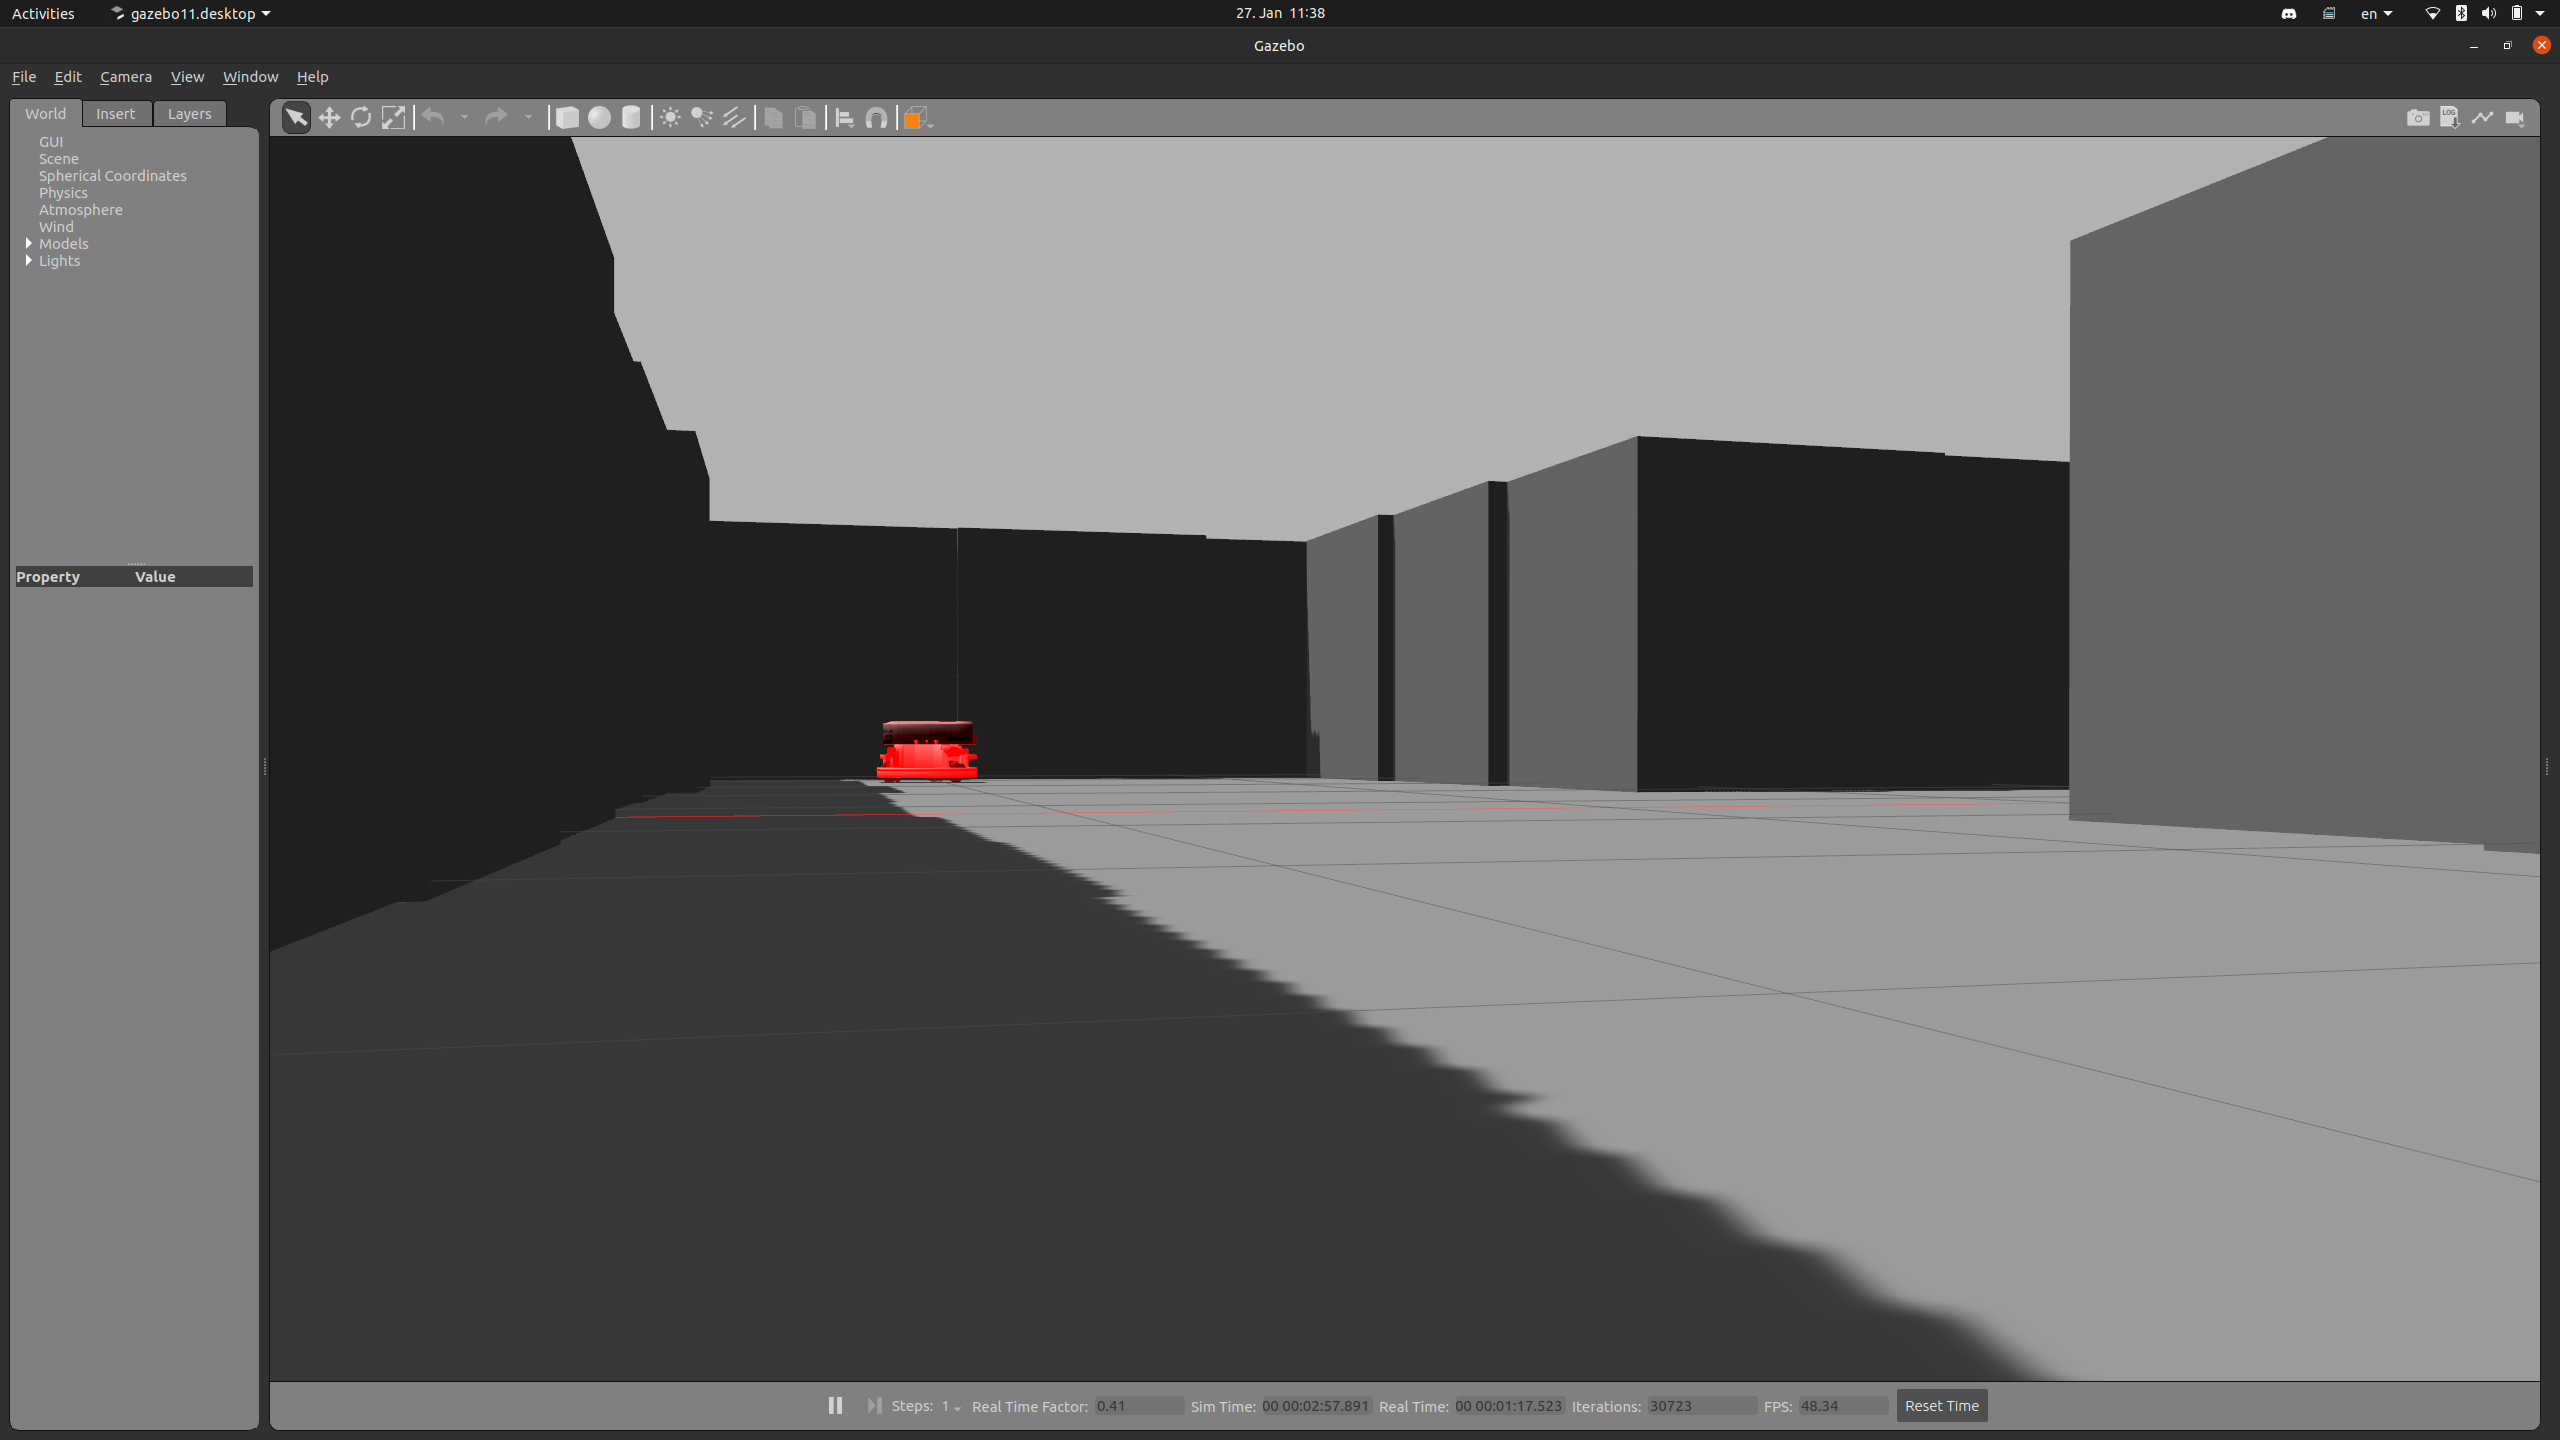 Activities gazebo11.desktop 27. Jan 11:38 en
Gazebo
File Edit Camera View Window Help
World Insert Layers
LOG
GUI
Scene
Spherical Coordinates
Physics
Atmosphere
Wind
Models
Lights
Property Value
Steps: 1 Real Time Factor: 0.41 Sim Time: 00 00:02:57.891 Real Time: 00 00:01:17.523 Iterations: 30723 FPS: 48.34 Reset Time